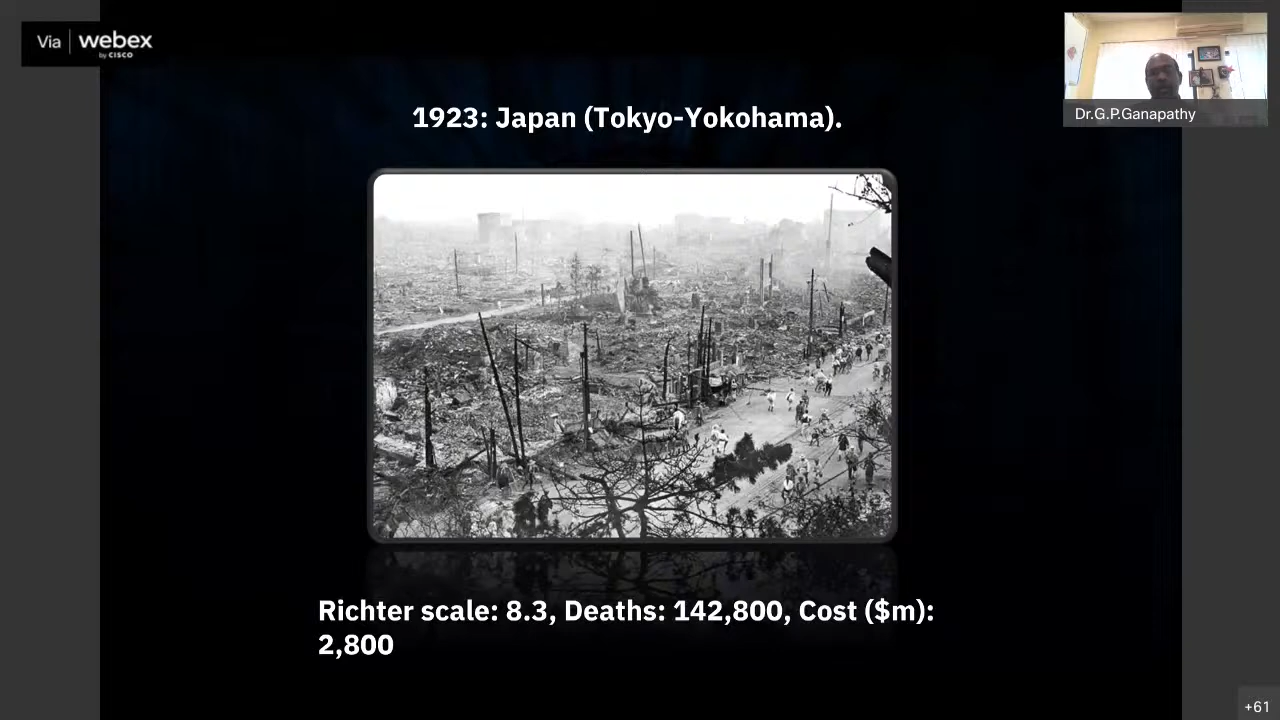 Via webex
by CISCO
Dr.G.P.Ganapathy
1923: Japan (Tokyo-Yokohama).
Richter scale: 8.3, Deaths: 142,800, Cost ($m):
2,800
+61